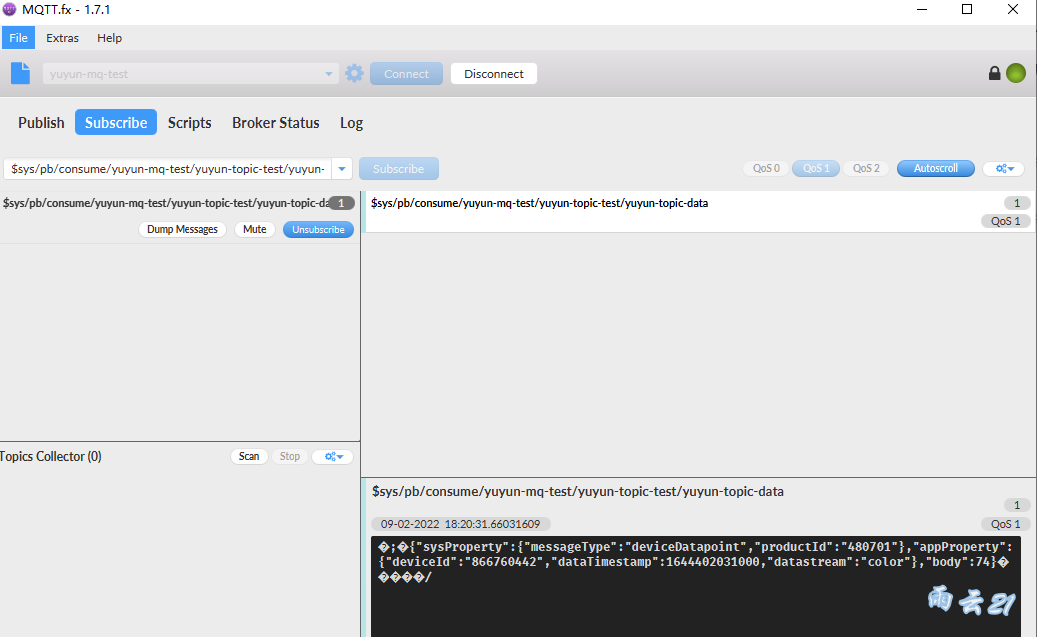 MQTT.fx - 1.7.1
File Extras Help
yuyun-mq-test Connect Disconnect
Publish Subscribe Scripts Broker Status Log
$sys/pb/consume/yuyun-mq-test/yuyun-topic-test/yuyun- Subscribe QoS 0 QoS 1 QoS 2 Autoscroll
$sys/pb/consume/yuyun-mq-test/yuyun-topic-test/yuyun-topic-da 1
Dump Messages Mute Unsubscribe
$sys/pb/consume/yuyun-mq-test/yuyun-topic-test/yuyun-topic-data 1
QoS 1
Topics Collector (0) Scan Stop
$sys/pb/consume/yuyun-mq-test/yuyun-topic-test/yuyun-topic-data
1
09-02-2022 18:20:31.66031609 QoS 1
�;�{"sysProperty":{"messageType":"deviceDatapoint","productId":"480701"},"appProperty":
{"deviceId":"866760442","dataTimestamp":1644402031000,"datastream":"color"},"body":74}�
����/
雨云21